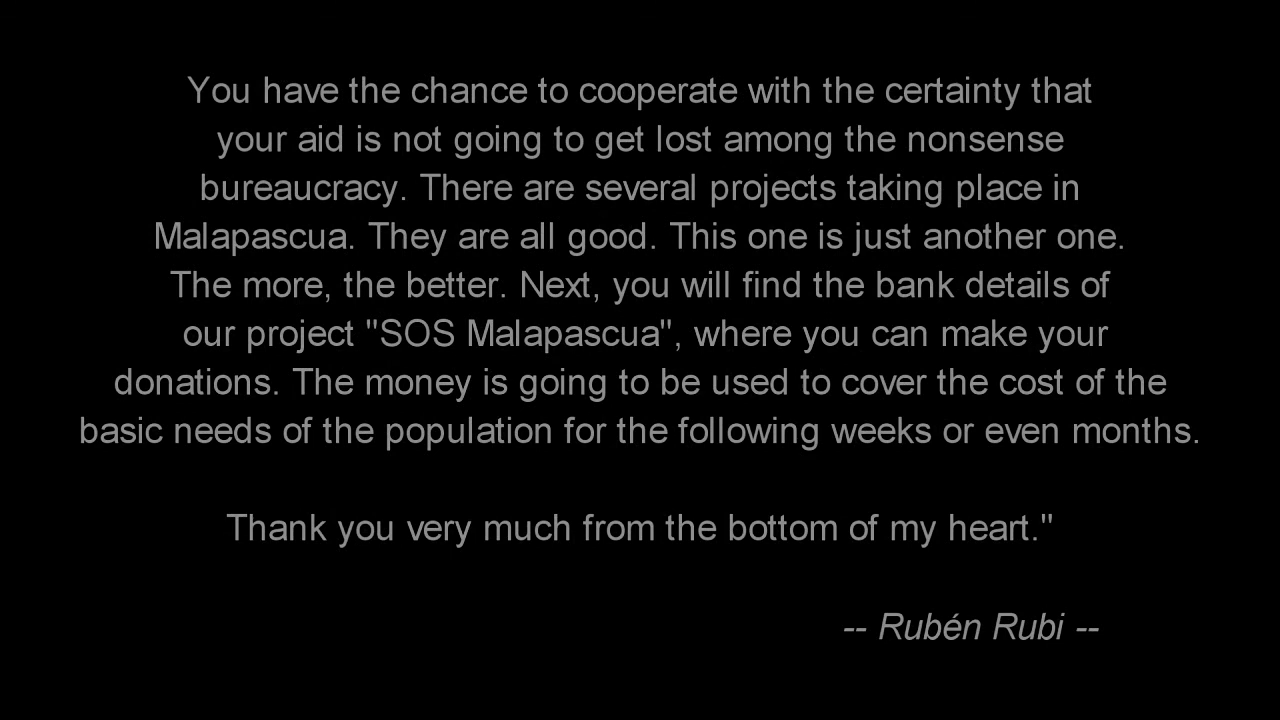 You have the chance to cooperate with the certainty that
your aid is not going to get lost among the nonsense
bureaucracy. There are several projects taking place in
Malapascua. They are all good. This one is just another one.
The more, the better. Next, you will find the bank details of
our project "SOS Malapascua", where you can make your
donations. The money is going to be used to cover the cost of the
basic needs of the population for the following weeks or even months.
Thank you very much from the bottom of my heart."
-- Rubén Rubi --